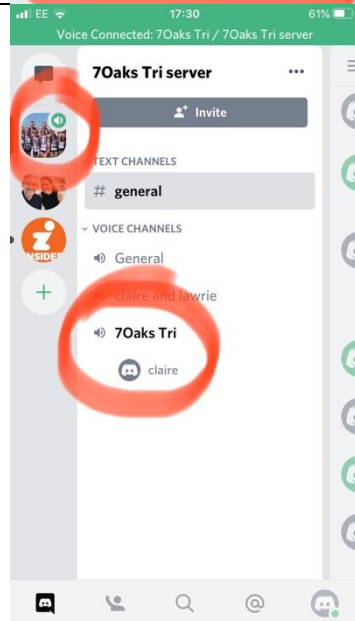 EE 17:30 61%
Voice Connected: 7Oaks Tri / 7Oaks Tri server
7Oaks Tri server
Invite
TEXT CHANNELS
# general
VOICE CHANNELS
General
claire and lawrie
7Oaks Tri
claire
INSIDER
@